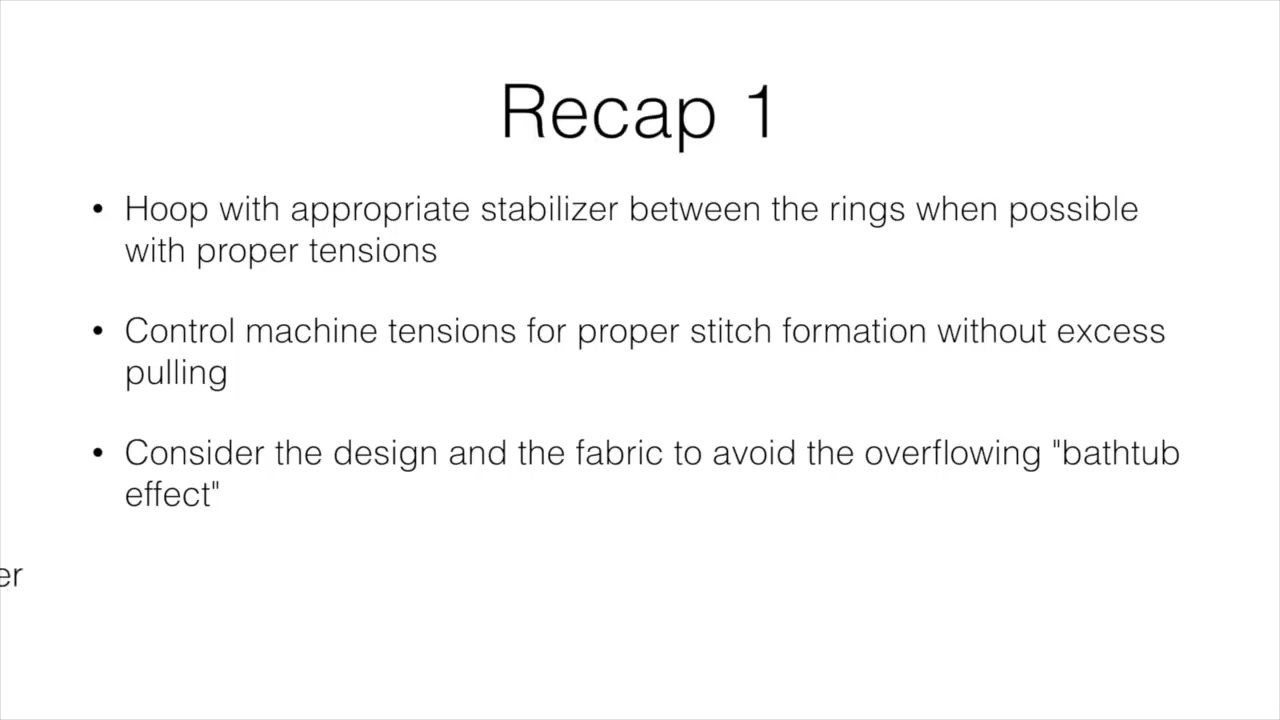 Recap 1
• Hoop with appropriate stabilizer between the rings when possible
with proper tensions
• Control machine tensions for proper stitch formation without excess
pulling
• Consider the design and the fabric to avoid the overflowing "bathtub
effect"
er